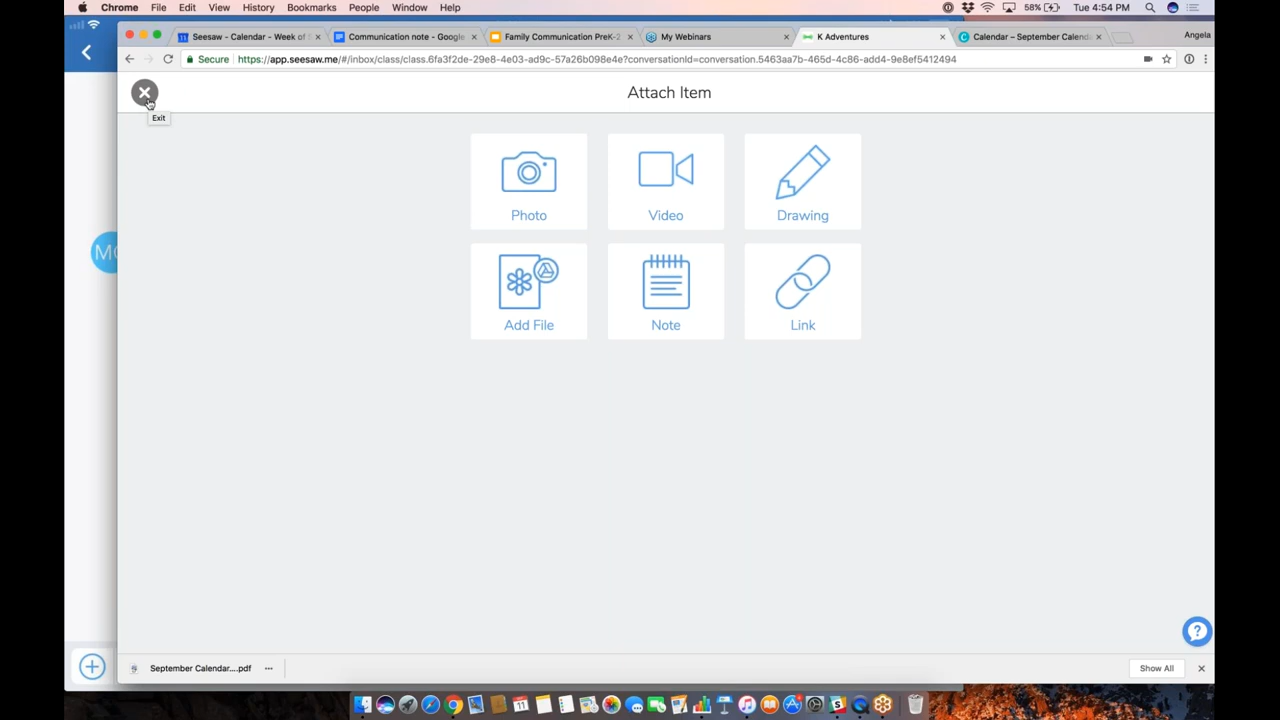 Chrome File Edit View History Bookmarks People Window Help 58% Tue 4:54 PM
Seesaw - Calendar - Week of S Communication note - Google Family Communication PreK-2 My Webinars K Adventures Calendar – September Calenda Angela
Secure https://app.seesaw.me/#/inbox/class/class.6fa3f2de-29e8-4e03-ad9c-57a26b098e4e?conversationId=conversation.5463aa7b-465d-4c86-add4-9e8ef5412494
Attach Item
Exit
Photo Video Drawing
MC
Add File Note Link
?
September Calendar....pdf Show All